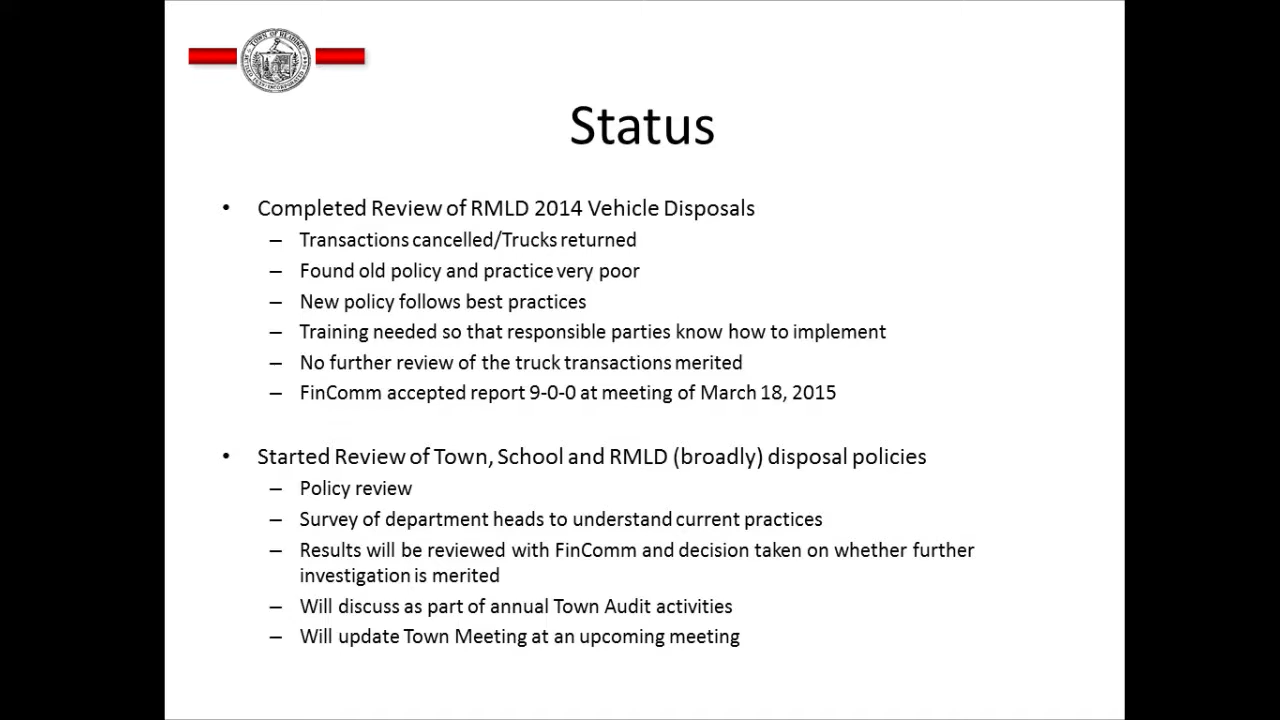 TOWN OF READING
Status
• Completed Review of RMLD 2014 Vehicle Disposals
– Transactions cancelled/Trucks returned
– Found old policy and practice very poor
– New policy follows best practices
– Training needed so that responsible parties know how to implement
– No further review of the truck transactions merited
– FinComm accepted report 9-0-0 at meeting of March 18, 2015
• Started Review of Town, School and RMLD (broadly) disposal policies
– Policy review
– Survey of department heads to understand current practices
– Results will be reviewed with FinComm and decision taken on whether further
investigation is merited
– Will discuss as part of annual Town Audit activities
– Will update Town Meeting at an upcoming meeting